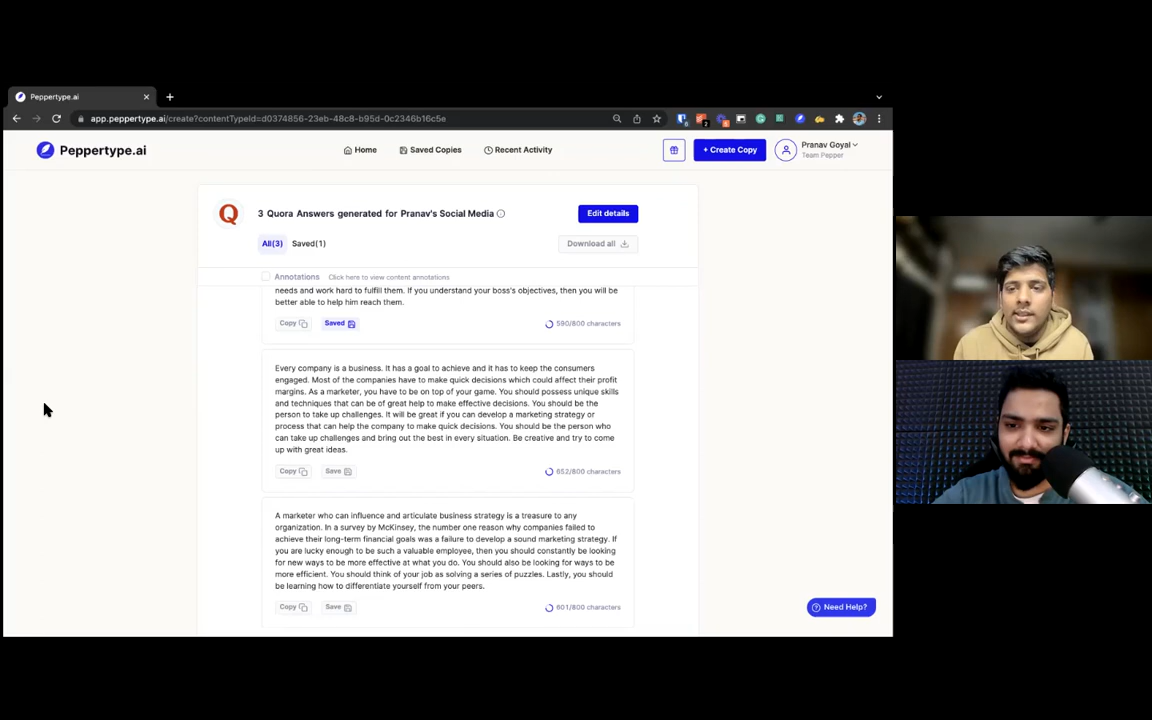 Peppertype.ai
app.peppertype.ai/create?contentTypeId=d0374856-23eb-48c8-b95d-0c2346b16c5e
Peppertype.ai
Home
Saved Copies
Recent Activity
+ Create Copy
Pranav Goyal
Team Pepper
3 Quora Answers generated for Pranav's Social Media
Edit details
All(3)
Saved(1)
Download all
Annotations
Click here to view content annotations
needs and work hard to fulfill them. If you understand your boss's objectives, then you will be
better able to help him reach them.
Copy
Saved
590/800 characters
Every company is a business. It has a goal to achieve and it has to keep the consumers
engaged. Most of the companies have to make quick decisions which could affect their profit
margins. As a marketer, you have to be on top of your game. You should possess unique skills
and techniques that can be of great help to make effective decisions. You should be the
person to take up challenges. It will be great if you can develop a marketing strategy or
process that can help the company to make quick decisions. You should be the person who
can take up challenges and bring out the best in every situation. Be creative and try to come
up with great ideas.
Copy
Save
652/800 characters
A marketer who can influence and articulate business strategy is a treasure to any
organization. In a survey by McKinsey, the number one reason why companies failed to
achieve their long-term financial goals was a failure to develop a sound marketing strategy. If
you are lucky enough to be such a valuable employee, then you should constantly be looking
for new ways to be more effective at what you do. You should also be looking for ways to be
more efficient. You should think of your job as solving a series of puzzles. Lastly, you should
be learning how to differentiate yourself from your peers.
Copy
Save
601/800 characters
Need Help?